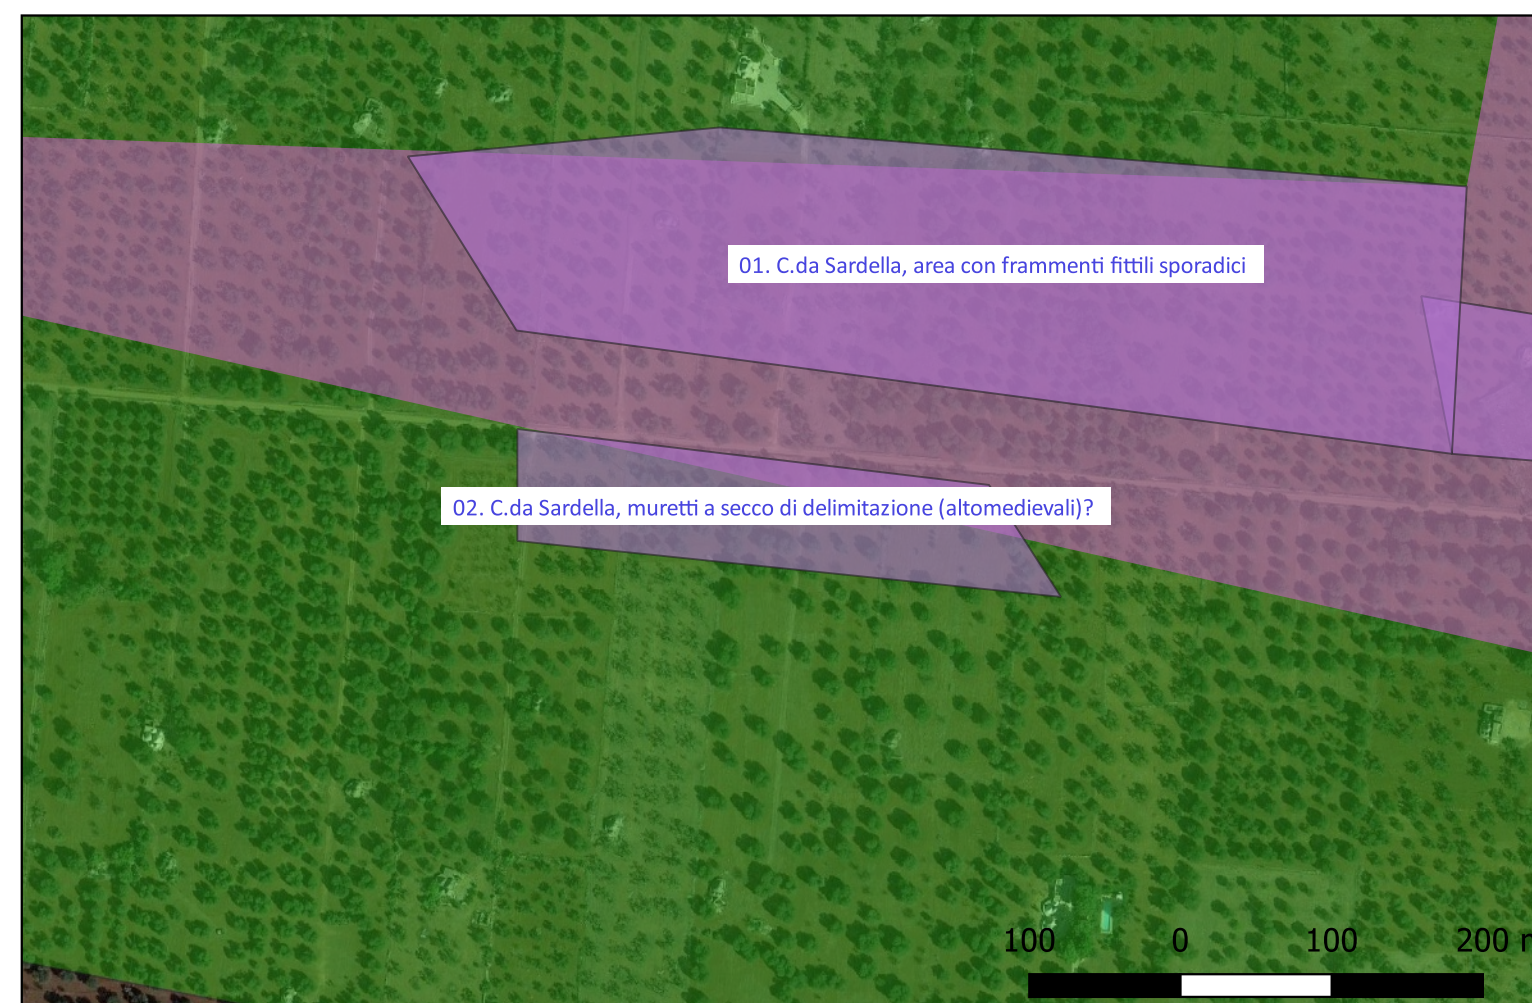 01. C.da Sardella, area con frammenti fittili sporadici
02. C.da Sardella, muretti a secco di delimitazione (altomedievali)?
100 0 100 200